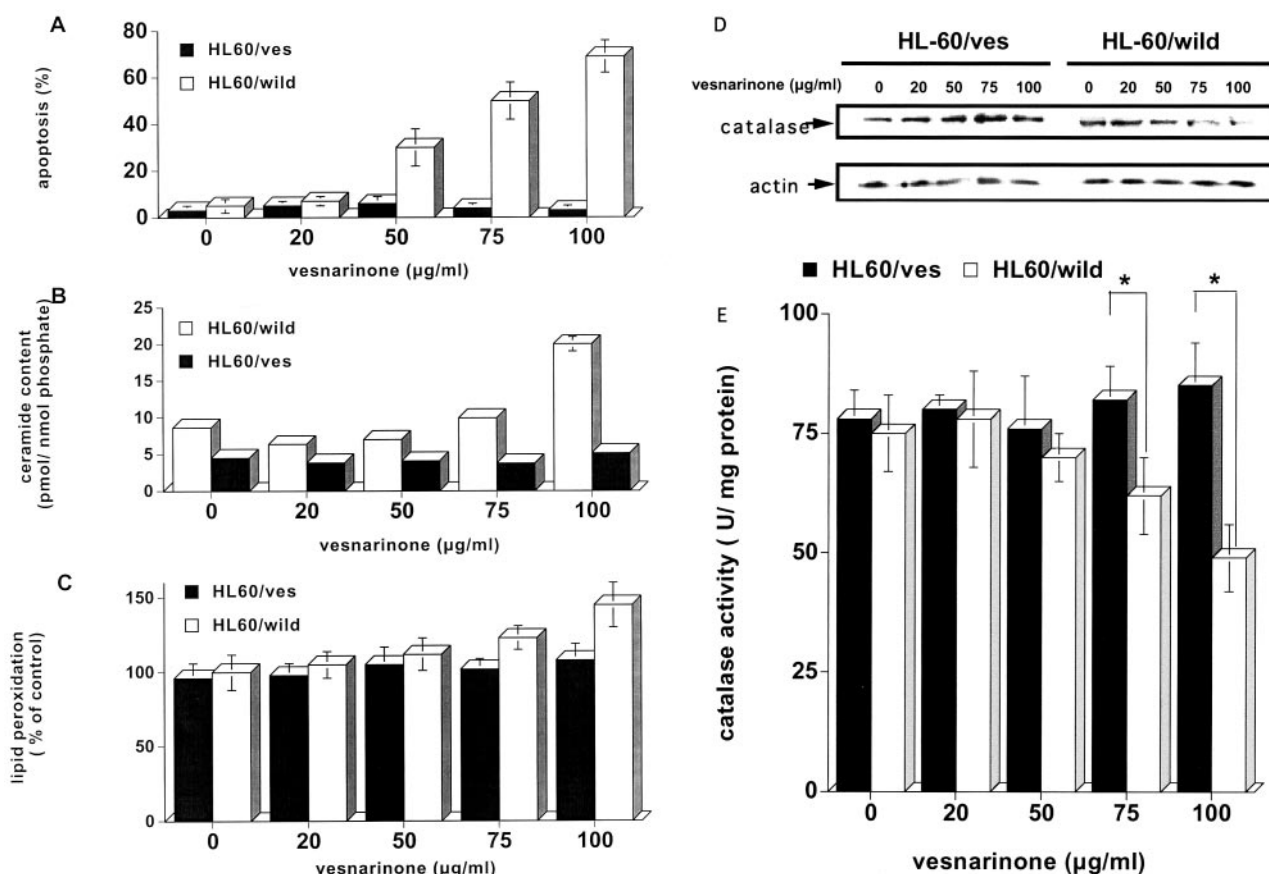 A
80
60
40
20
0
apoptosis (%)
HL60/ves
HL60/wild
0 20 50 75 100
vesnarinone (µg/ml)
B
25
20
15
10
5
0
ceramide content
(pmol/ nmol phosphate)
HL60/wild
HL60/ves
0 20 50 75 100
vesnarinone (µg/ml)
C
150
100
50
0
lipid peroxidation
( % of control)
HL60/ves
HL60/wild
0 20 50 75 100
vesnarinone (µg/ml)
D
HL-60/ves HL-60/wild
vesnarinone (µg/ml) 0 20 50 75 100 0 20 50 75 100
catalase
actin
E
HL60/ves HL60/wild
* *
100
75
50
25
0
catalase activity ( U/ mg protein)
0 20 50 75 100
vesnarinone (µg/ml)